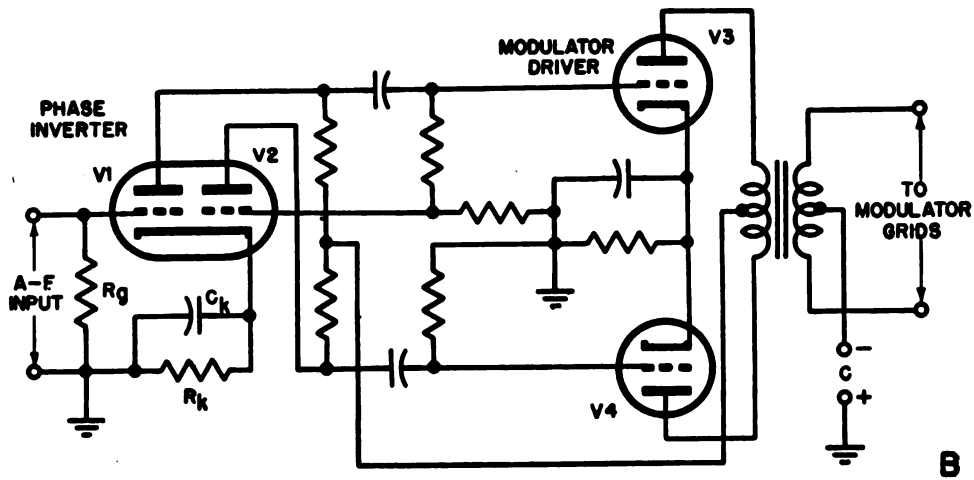 MODULATOR
DRIVER
V3
PHASE
INVERTER
V1
V2
A-F
INPUT
Rg
Ck
Rk
TO
MODULATOR
GRIDS
V4
-
C
+
B